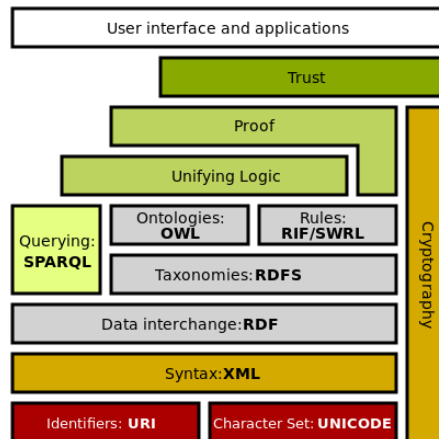 User interface and applications
Trust
Proof
Unifying Logic
Querying:
SPARQL
Ontologies:
OWL
Rules:
RIF/SWRL
Taxonomies:RDFS
Data interchange:RDF
Syntax:XML
Identifiers: URI
Character Set: UNICODE
Cryptography